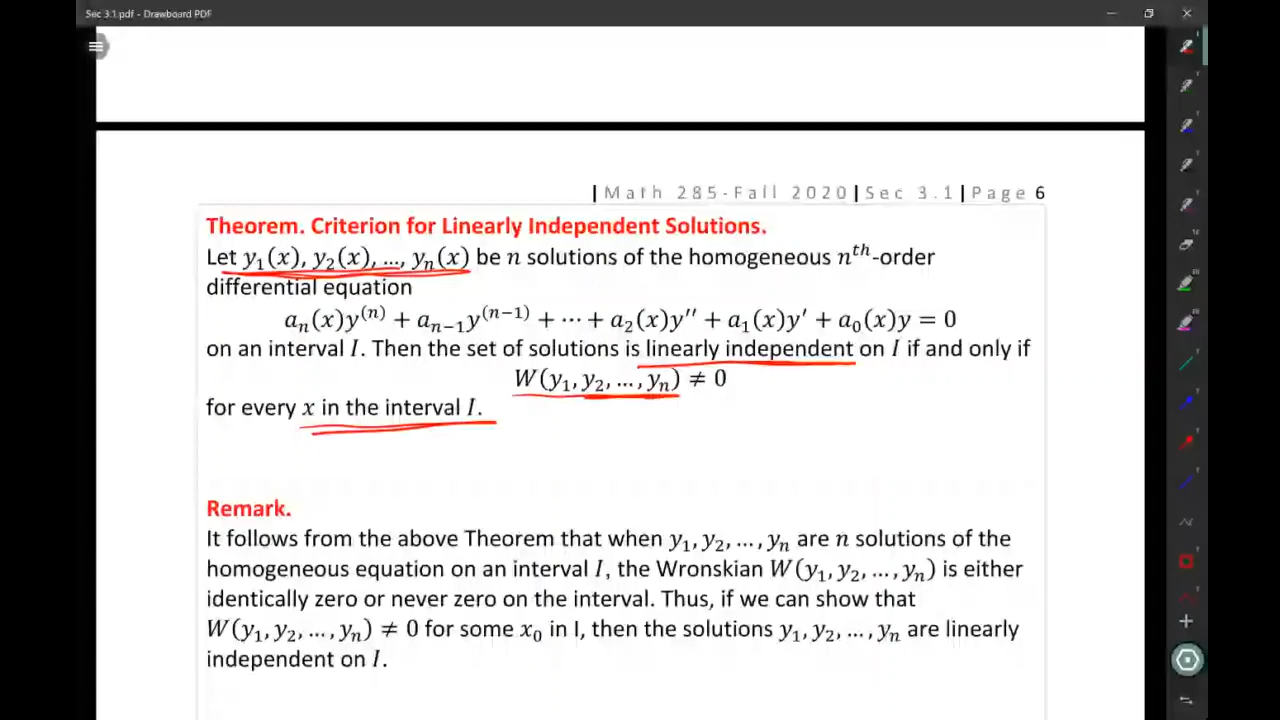 Sec 3.1.pdf - Drawboard PDF
| Math 285-Fall 2020 | Sec 3.1 | Page 6
Theorem. Criterion for Linearly Independent Solutions.
Let y₁(x), y₂(x), …, yₙ(x) be n solutions of the homogeneous nᵗʰ-order
differential equation
aₙ(x)y⁽ⁿ⁾ + aₙ₋₁y⁽ⁿ⁻¹⁾ + ⋯ + a₂(x)y′′ + a₁(x)y′ + a₀(x)y = 0
on an interval I. Then the set of solutions is linearly independent on I if and only if
W(y₁, y₂, …, yₙ) ≠ 0
for every x in the interval I.
Remark.
It follows from the above Theorem that when y₁, y₂, …, yₙ are n solutions of the
homogeneous equation on an interval I, the Wronskian W(y₁, y₂, …, yₙ) is either
identically zero or never zero on the interval. Thus, if we can show that
W(y₁, y₂, …, yₙ) ≠ 0 for some x₀ in I, then the solutions y₁, y₂, …, yₙ are linearly
independent on I.